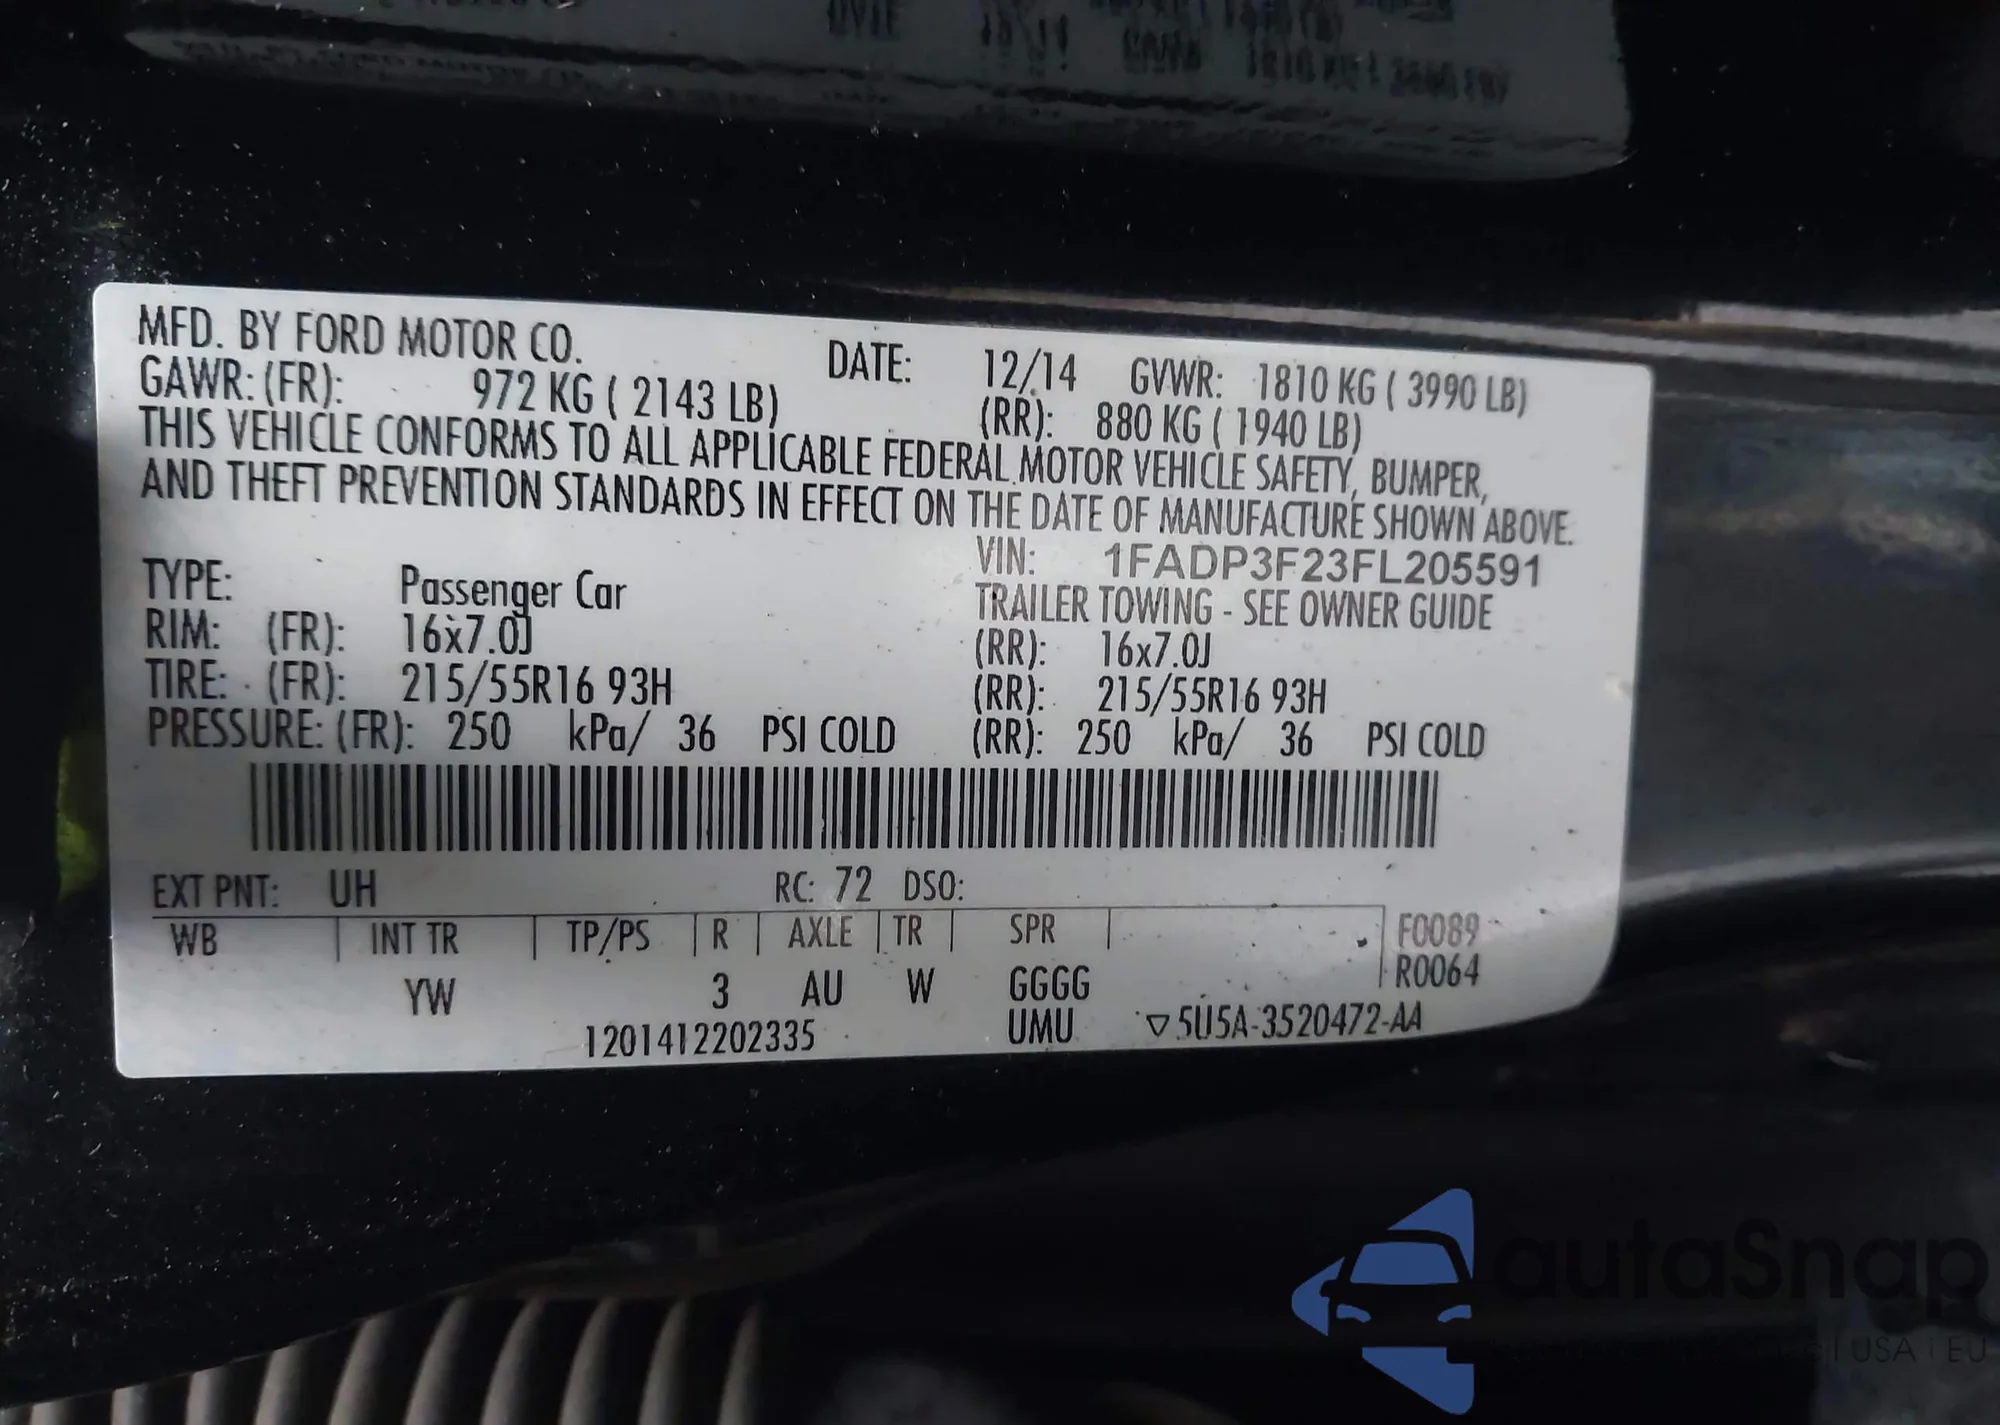 MFD. BY FORD MOTOR CO. DATE: 12/14 GVWR: 1810 KG ( 3990 LB)
GAWR: (FR): 972 KG ( 2143 LB) (RR): 880 KG ( 1940 LB)
THIS VEHICLE CONFORMS TO ALL APPLICABLE FEDERAL MOTOR VEHICLE SAFETY, BUMPER,
AND THEFT PREVENTION STANDARDS IN EFFECT ON THE DATE OF MANUFACTURE SHOWN ABOVE.
VIN: 1FADP3F23FL205591
TYPE: Passenger Car TRAILER TOWING - SEE OWNER GUIDE
RIM: (FR): 16x7.0J (RR): 16x7.0J
TIRE: (FR): 215/55R16 93H (RR): 215/55R16 93H
PRESSURE: (FR): 250 kPa/ 36 PSI COLD (RR): 250 kPa/ 36 PSI COLD
EXT PNT: UH RC: 72 DSO:
WB INT TR TP/PS R AXLE TR SPR F0089
YW 3 AU W GGGG R0064
1201412202335 UMU ▽5U5A-3520472-AA
autaSnap
USA | EU